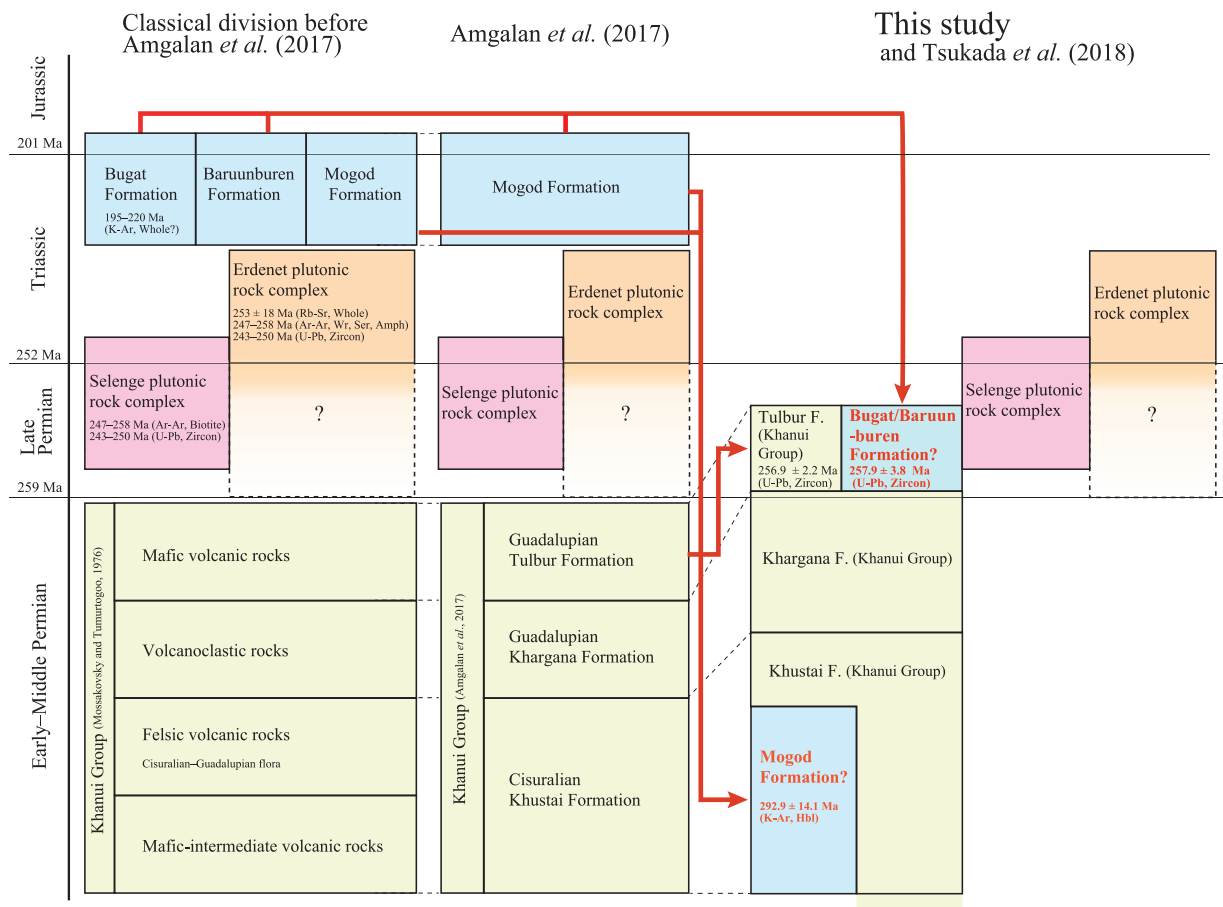 Classical division before
Amgalan et al. (2017)
Amgalan et al. (2017)
This study
and Tsukada et al. (2018)
Jurassic
201 Ma
Triassic
252 Ma
Late
Permian
259 Ma
Early–Middle Permian
Bugat
Formation
195–220 Ma
(K-Ar, Whole?)
Baruunburen
Formation
Mogod
Formation
Erdenet plutonic
rock complex
253 ± 18 Ma (Rb-Sr, Whole)
247–258 Ma (Ar-Ar, Wr, Ser, Amph)
243–250 Ma (U-Pb, Zircon)
?
Selenge plutonic
rock complex
247–258 Ma (Ar-Ar, Biotite)
243–250 Ma (U-Pb, Zircon)
Khanui Group (Mossakovsky and Tumurtogoo, 1976)
Mafic volcanic rocks
Volcanoclastic rocks
Felsic volcanic rocks
Cisuralian–Guadalupian flora
Mafic-intermediate volcanic rocks
Mogod Formation
Erdenet plutonic
rock complex
?
Selenge plutonic
rock complex
Khanui Group (Amgalan et al., 2017)
Guadalupian
Tulbur Formation
Guadalupian
Khargana Formation
Cisuralian
Khustai Formation
Erdenet plutonic
rock complex
?
Selenge plutonic
rock complex
Tulbur F.
(Khanui
Group)
256.9 ± 2.2 Ma
(U-Pb, Zircon)
Bugat/Baruun
-buren
Formation?
257.9 ± 3.8 Ma
(U-Pb, Zircon)
Khargana F. (Khanui Group)
Khustai F. (Khanui Group)
Mogod
Formation?
292.9 ± 14.1 Ma
(K-Ar, Hbl)